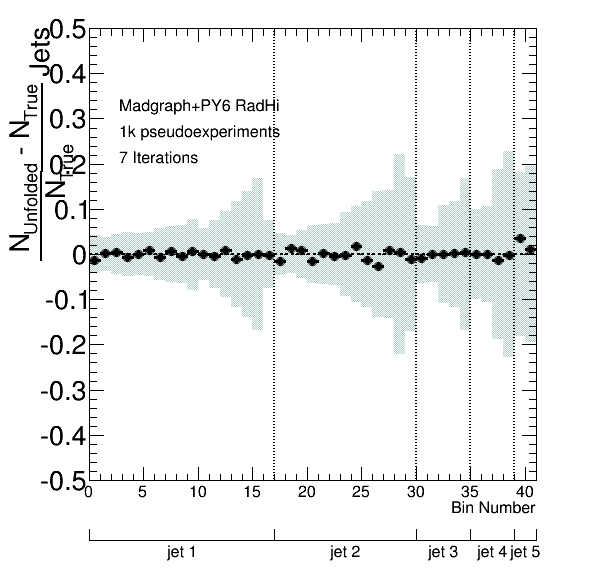 N_Unfolded - N_True Jets
N_True
0.5
0.4
0.3
0.2
0.1
0
-0.1
-0.2
-0.3
-0.4
-0.5
Madgraph+PY6 RadHi
1k pseudoexperiments
7 Iterations
0 5 10 15 20 25 30 35 40
Bin Number
jet 1 jet 2 jet 3 jet 4 jet 5